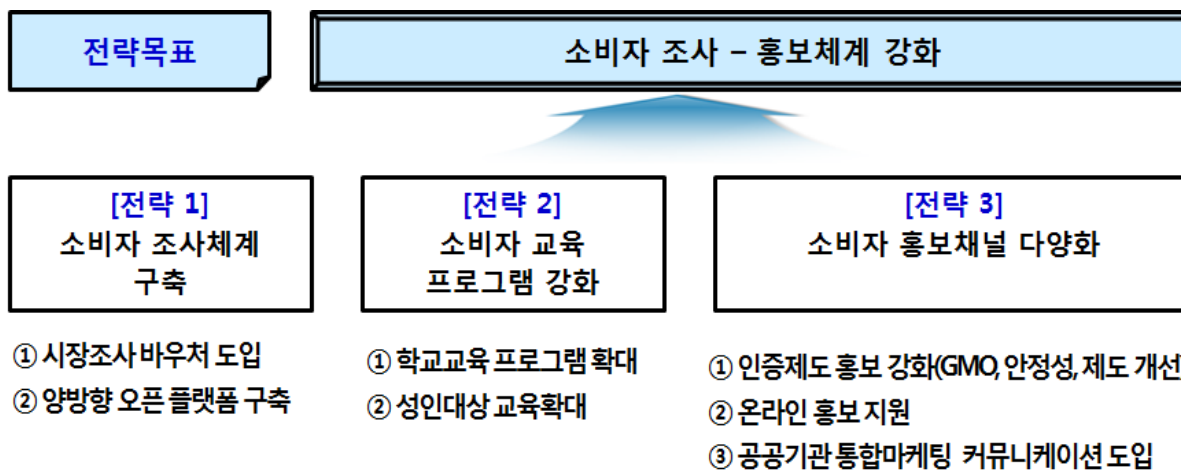 전략목표
소비자 조사 – 홍보체계 강화
[전략 1]
소비자 조사체계
구축
① 시장조사 바우처 도입
② 양방향 오픈 플랫폼 구축
[전략 2]
소비자 교육
프로그램 강화
① 학교교육 프로그램 확대
② 성인대상 교육확대
[전략 3]
소비자 홍보채널 다양화
① 인증제도 홍보 강화(GMO, 안정성, 제도 개선)
② 온라인 홍보 지원
③ 공공기관 통합마케팅 커뮤니케이션 도입